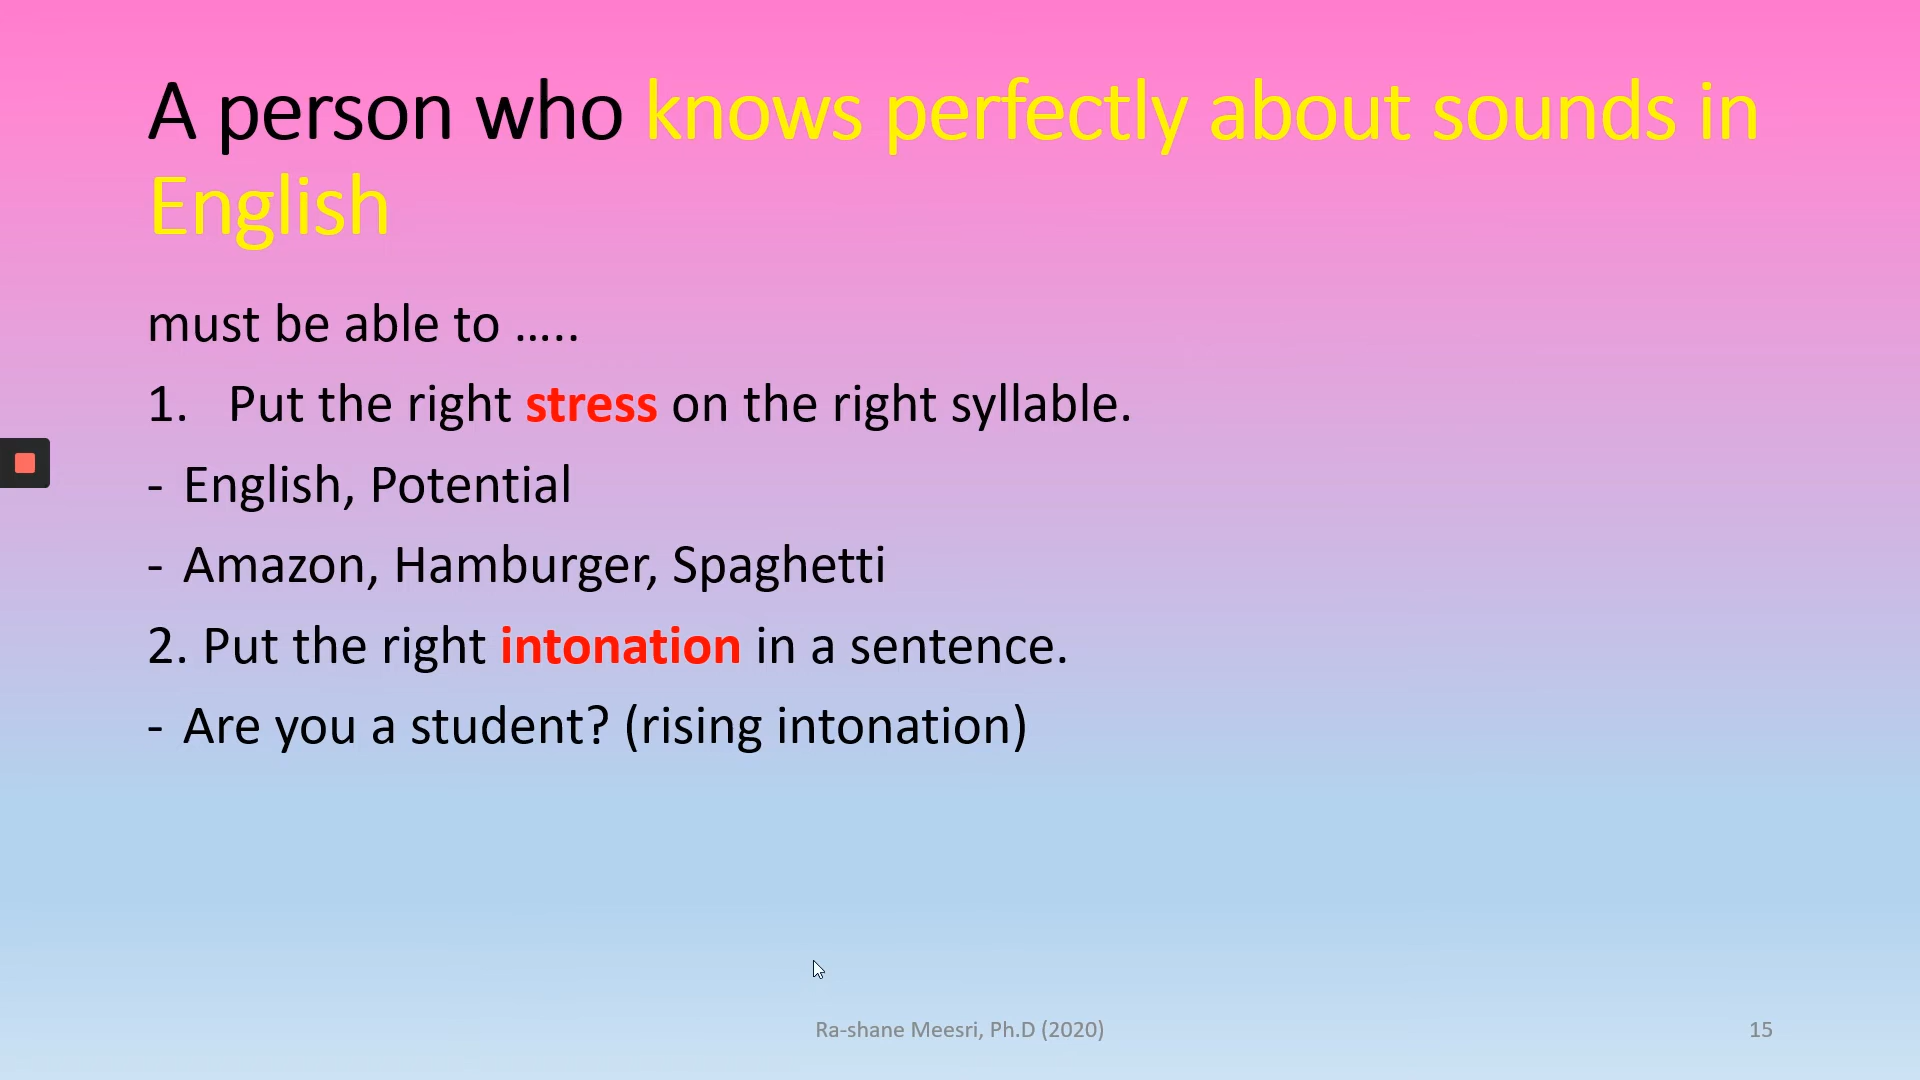 A person who knows perfectly about sounds in
English
must be able to …..
1. Put the right stress on the right syllable.
- English, Potential
- Amazon, Hamburger, Spaghetti
2. Put the right intonation in a sentence.
- Are you a student? (rising intonation)
Ra-shane Meesri, Ph.D (2020)
15